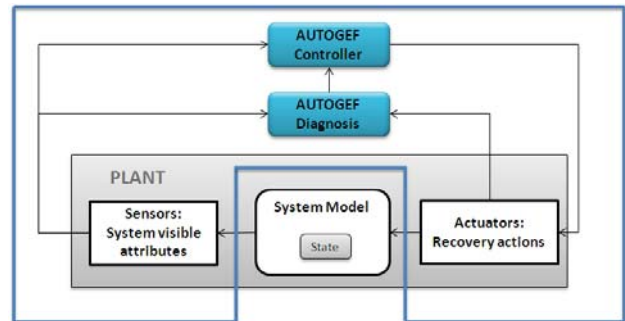 AUTOGEF
Controller
AUTOGEF
Diagnosis
PLANT
Sensors:
System visible
attributes
System Model
State
Actuators:
Recovery actions